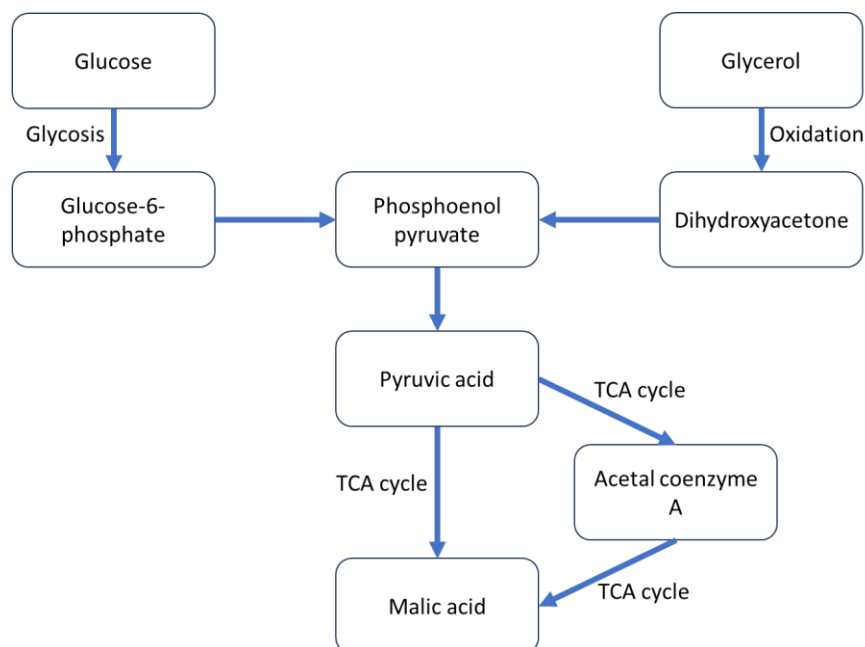 Glucose
Glycerol
Glycosis
Oxidation
Glucose-6-
phosphate
Phosphoenol
pyruvate
Dihydroxyacetone
Pyruvic acid
TCA cycle
TCA cycle
Acetal coenzyme
A
TCA cycle
Malic acid